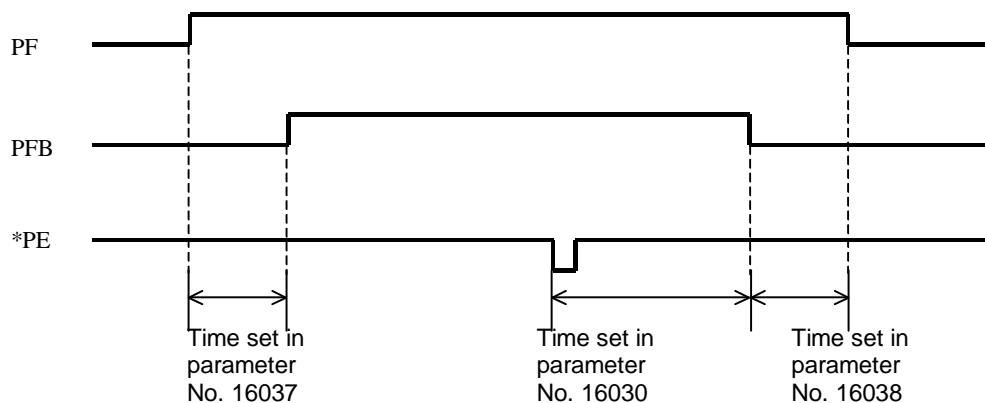 PF
PFB
*PE
Time set in
parameter
No. 16037
Time set in
parameter
No. 16030
Time set in
parameter
No. 16038